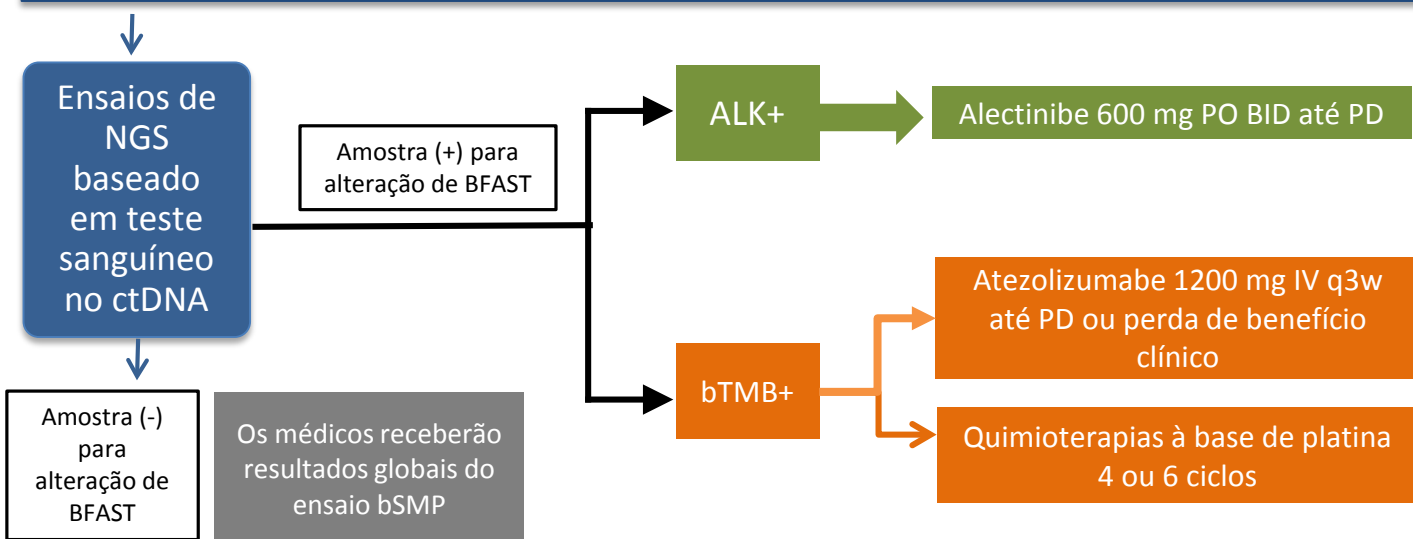 Ensaios de
NGS
baseado
em teste
sanguíneo
no ctDNA
Amostra (+) para
alteração de BFAST
ALK+
Alectinibe 600 mg PO BID até PD
bTMB+
Atezolizumabe 1200 mg IV q3w
até PD ou perda de benefício
clínico
Quimioterapias à base de platina
4 ou 6 ciclos
Amostra (-)
para
alteração de
BFAST
Os médicos receberão
resultados globais do
ensaio bSMP